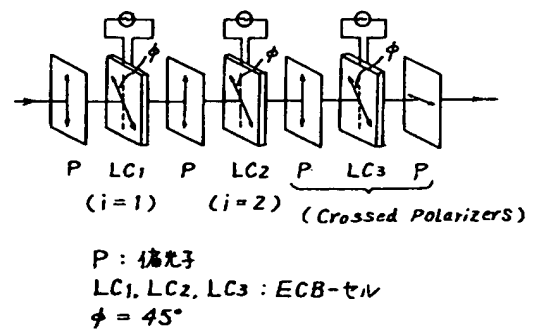 φ φ φ
P LC1 P LC2 P LC3 P
(i=1) (i=2) (Crossed Polarizers)
P : 偏光子
LC1, LC2, LC3 : ECB-セル
φ = 45°